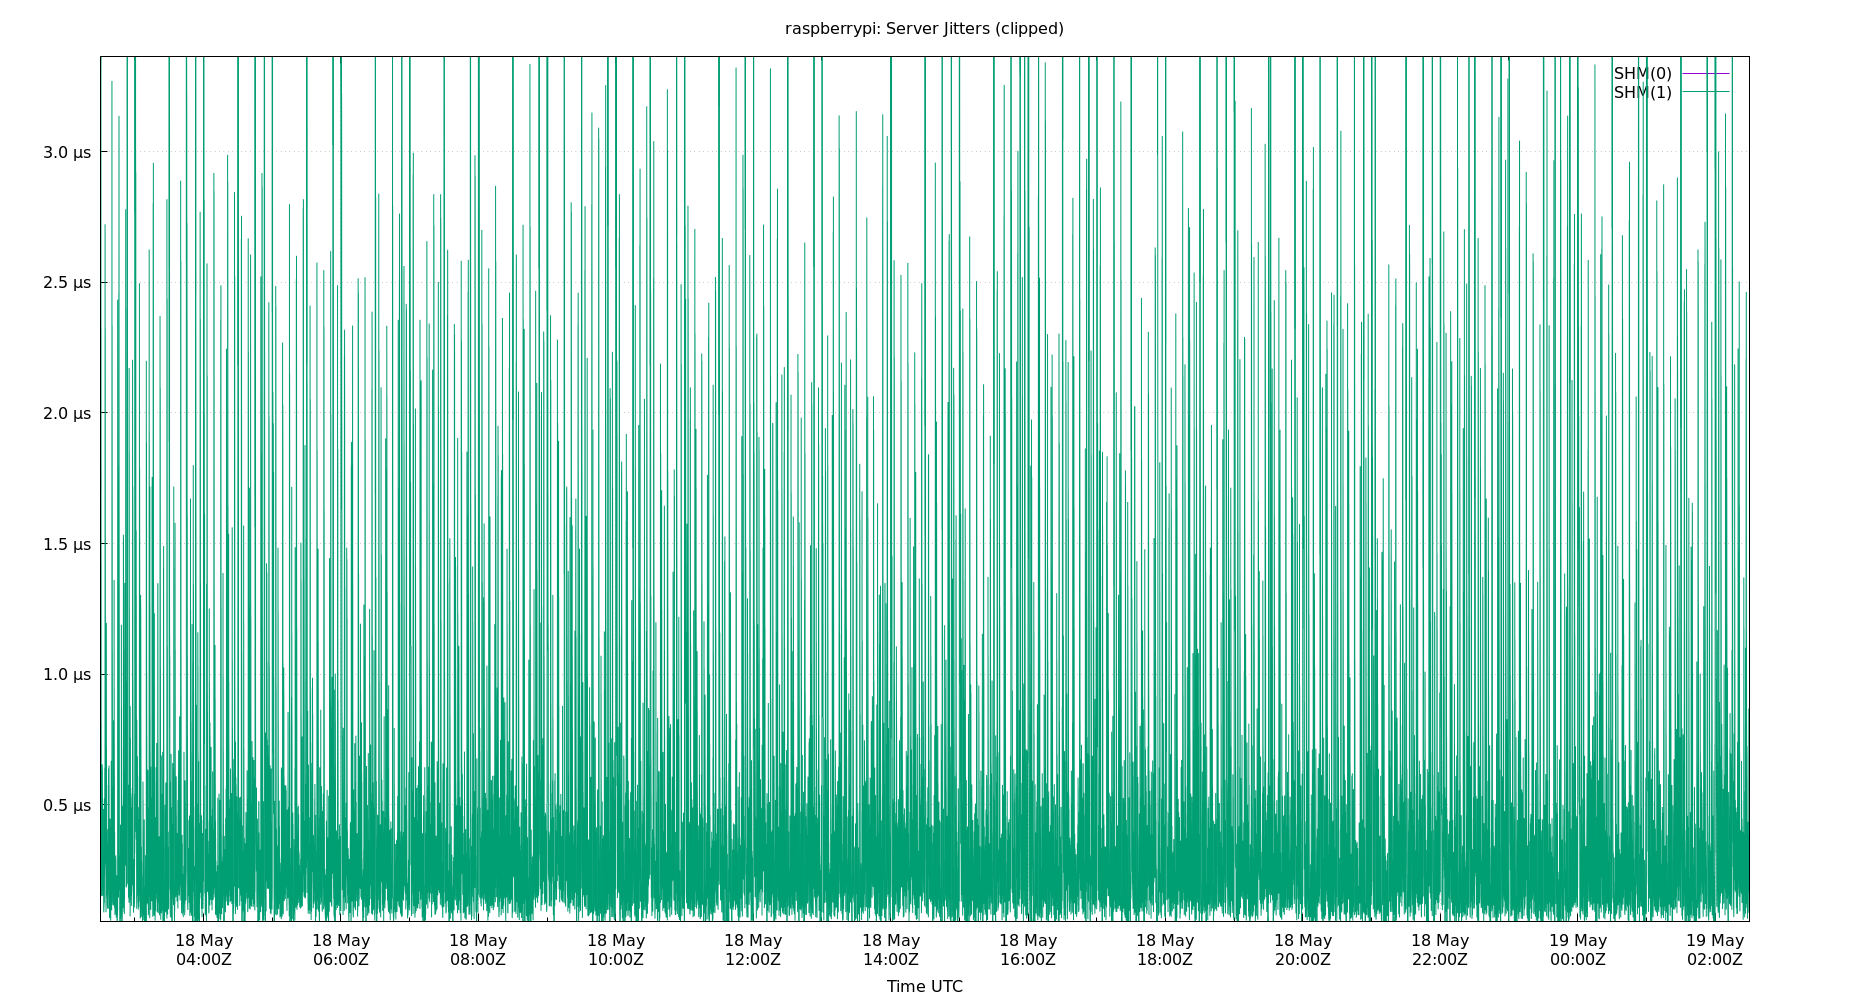 raspberrypi: Server Jitters (clipped)
SHM(0)
SHM(1)
3.0 µs
2.5 µs
2.0 µs
1.5 µs
1.0 µs
0.5 µs
18 May 18 May 18 May 18 May 18 May 18 May 18 May 18 May 18 May 18 May 19 May 19 May
04:00Z 06:00Z 08:00Z 10:00Z 12:00Z 14:00Z 16:00Z 18:00Z 20:00Z 22:00Z 00:00Z 02:00Z
Time UTC